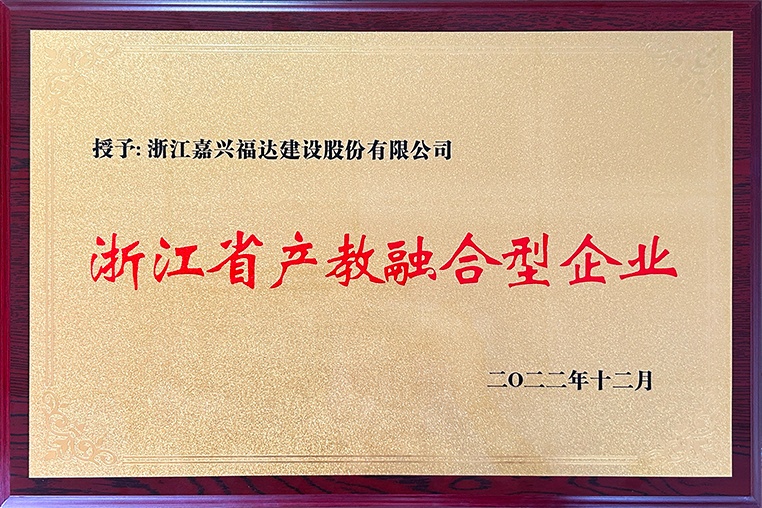 授予: 浙江嘉兴福达建设股份有限公司
浙江省产教融合型企业
二〇二二年十二月